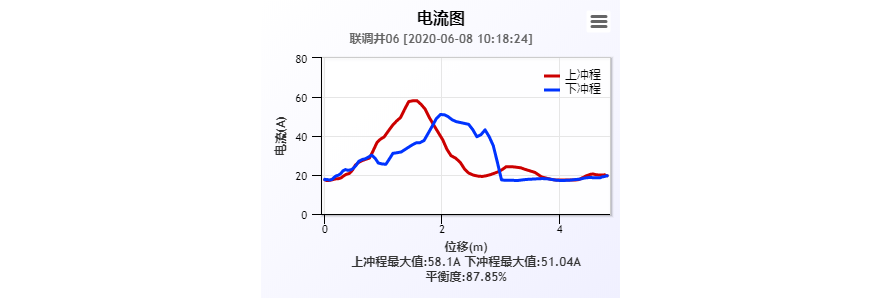 电流图
联调井06 [2020-06-08 10:18:24]
上冲程
下冲程
电流(A)
80
60
40
20
0
0 2 4
位移(m)
上冲程最大值:58.1A 下冲程最大值:51.04A
平衡度:87.85%